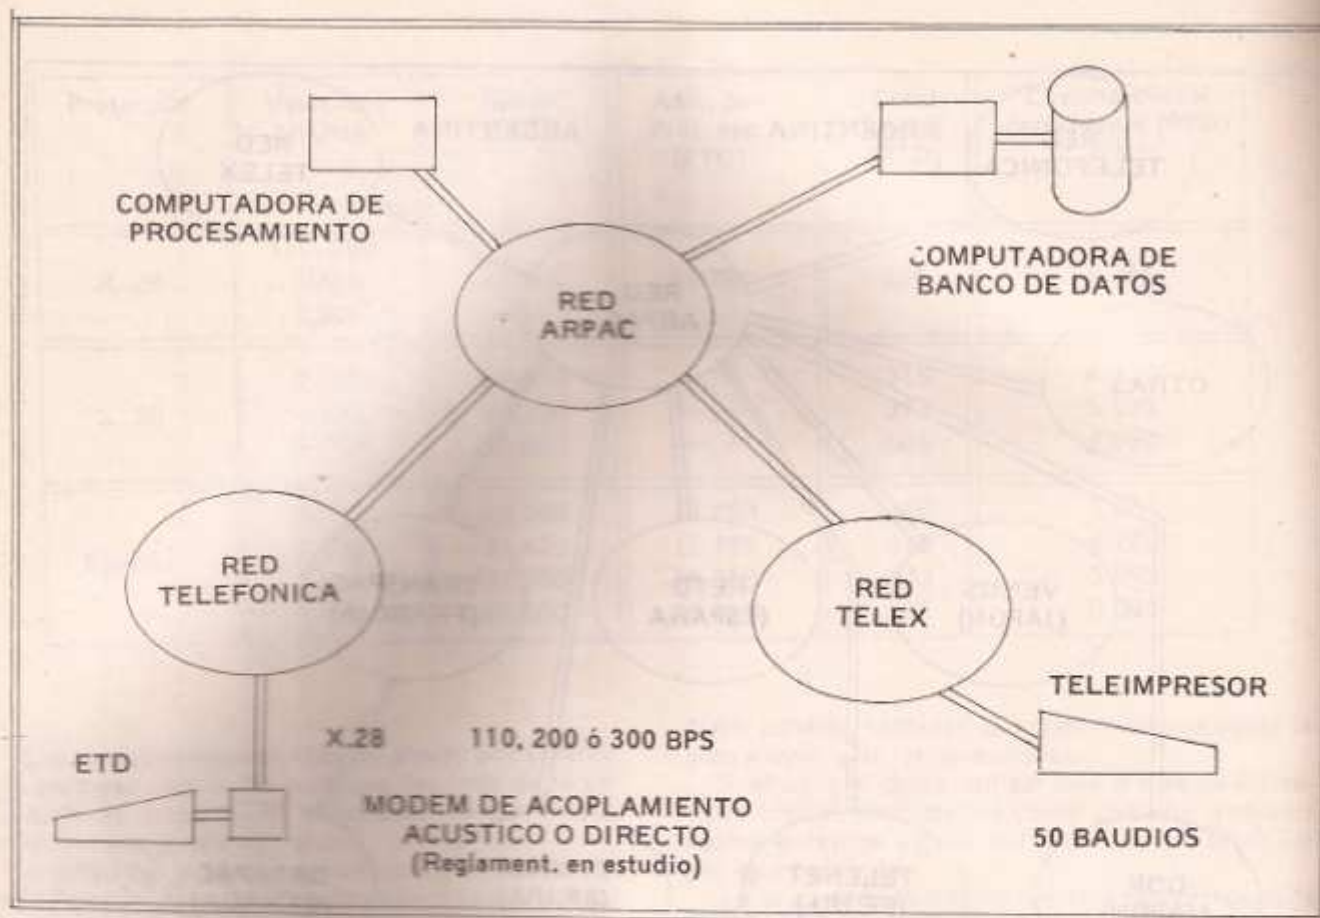 COMPUTADORA DE
PROCESAMIENTO
COMPUTADORA DE
BANCO DE DATOS
RED
ARPAC
RED
TELEFONICA
RED
TELEX
TELEIMPRESOR
X.28 110, 200 ó 300 BPS
ETD
MODEM DE ACOPLAMIENTO
ACUSTICO O DIRECTO
(Reglament. en estudio)
50 BAUDIOS